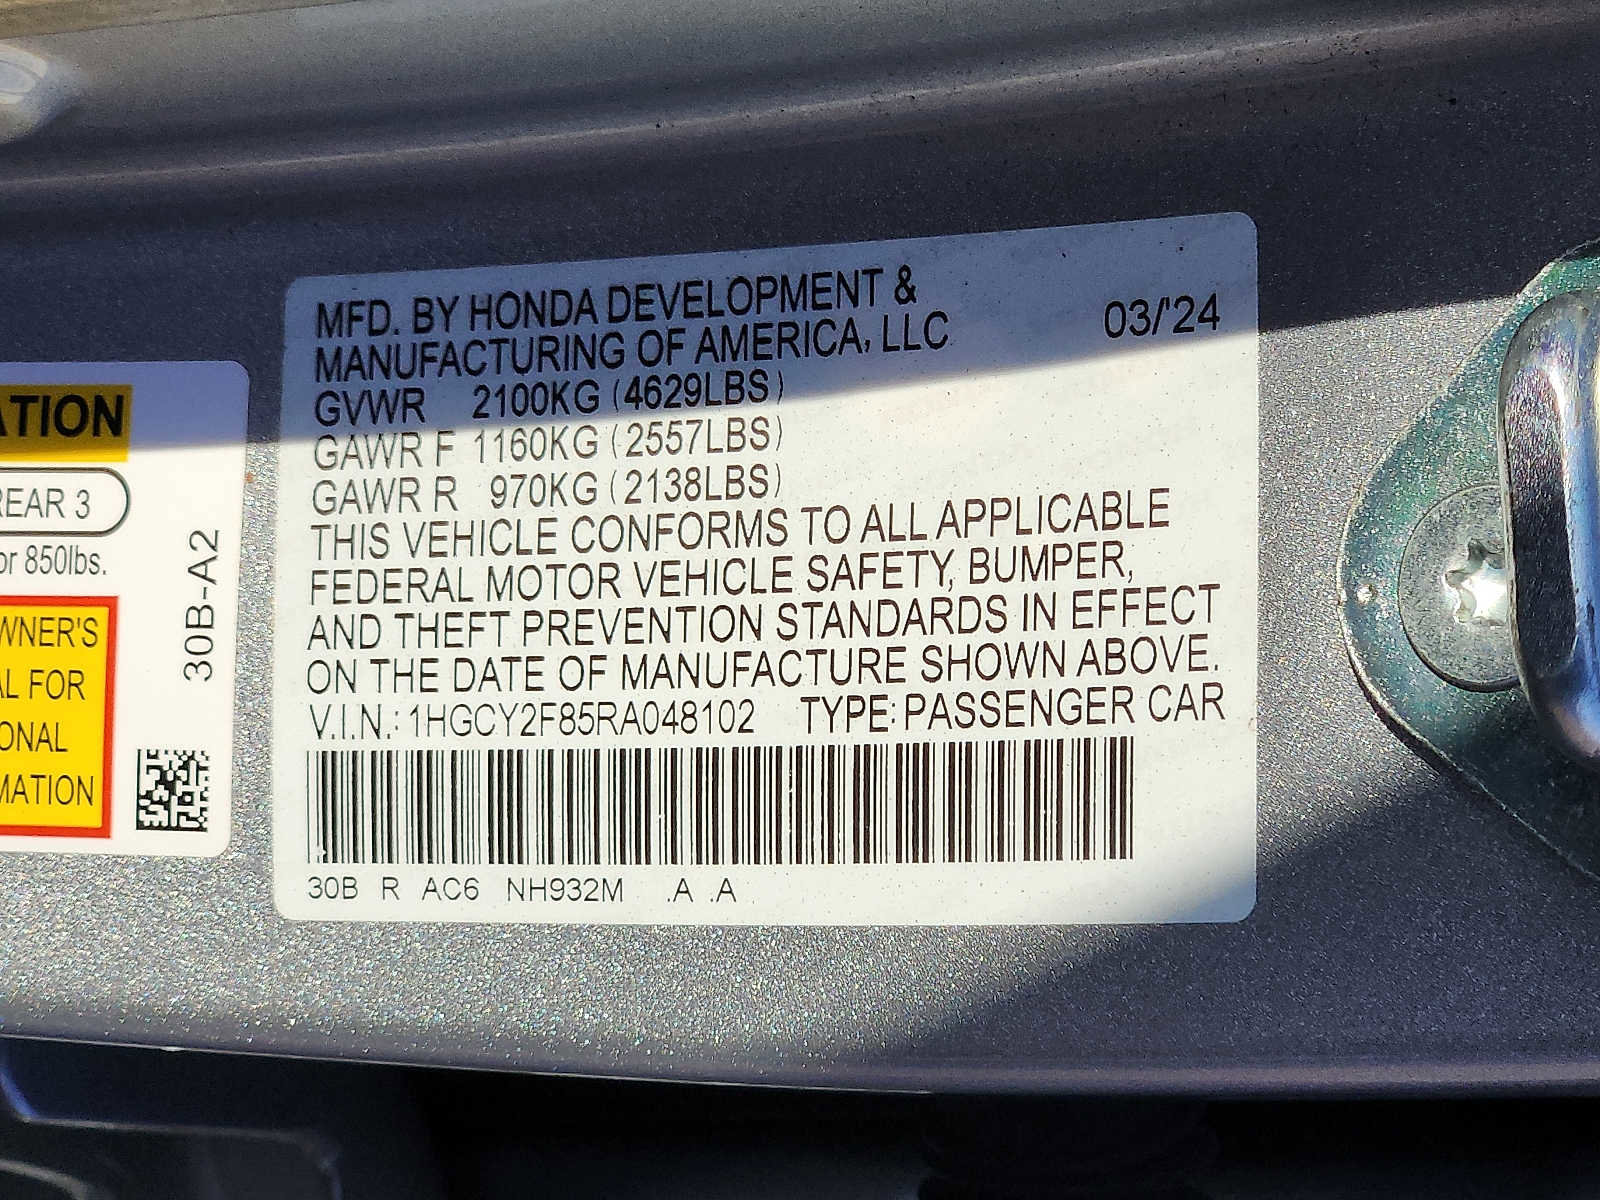 MFD. BY HONDA DEVELOPMENT &
MANUFACTURING OF AMERICA, LLC 03/'24
GVWR 2100KG (4629LBS)
GAWR F 1160KG (2557LBS)
GAWR R 970KG (2138LBS)
THIS VEHICLE CONFORMS TO ALL APPLICABLE
FEDERAL MOTOR VEHICLE SAFETY, BUMPER,
AND THEFT PREVENTION STANDARDS IN EFFECT
ON THE DATE OF MANUFACTURE SHOWN ABOVE.
V.I.N.: 1HGCY2F85RA048102 TYPE: PASSENGER CAR
30B R AC6 NH932M .A .A
ATION
REAR 3
or 850lbs.
WNER'S
AL FOR
ONAL
MATION
30B-A2